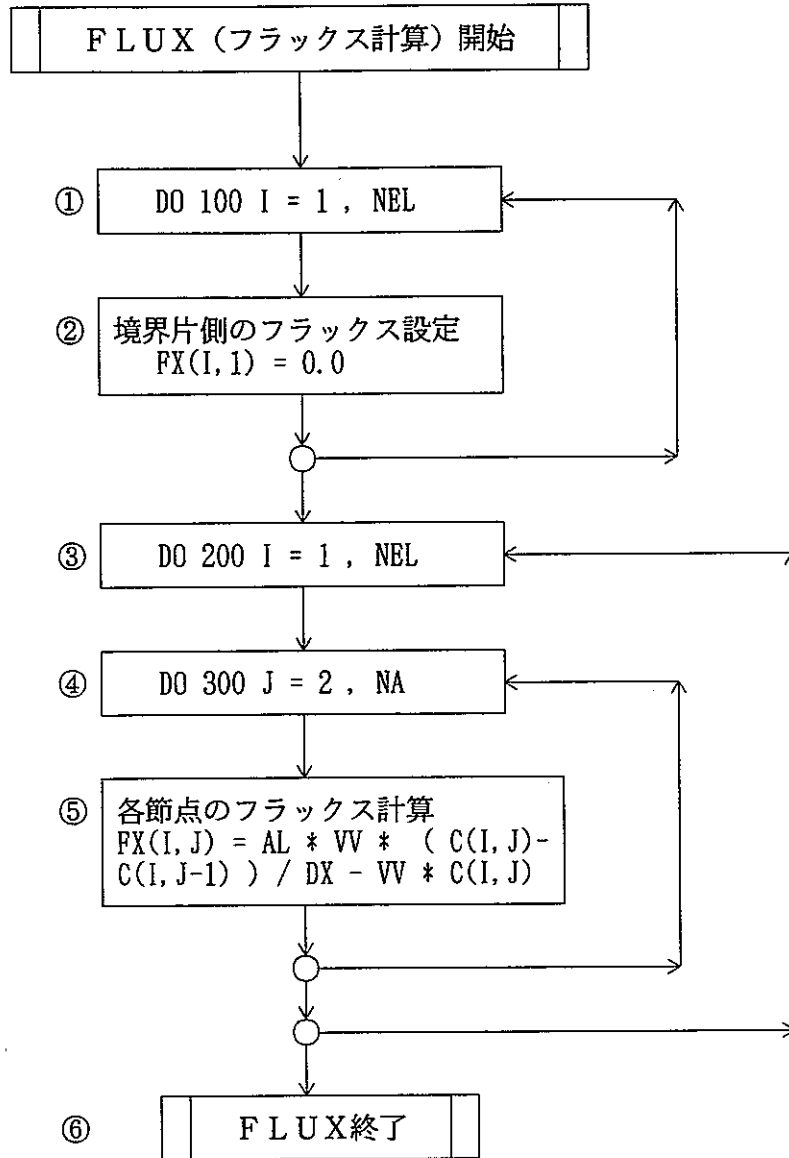 ＦＬＵＸ（フラックス計算）開始
① DO 100 I = 1 , NEL
② 境界片側のフラックス設定
FX(I,1) = 0.0
③ DO 200 I = 1 , NEL
④ DO 300 J = 2 , NA
⑤ 各節点のフラックス計算
FX(I,J) = AL * VV * ( C(I,J)-
C(I,J-1) ) / DX - VV * C(I,J)
⑥ ＦＬＵＸ終了